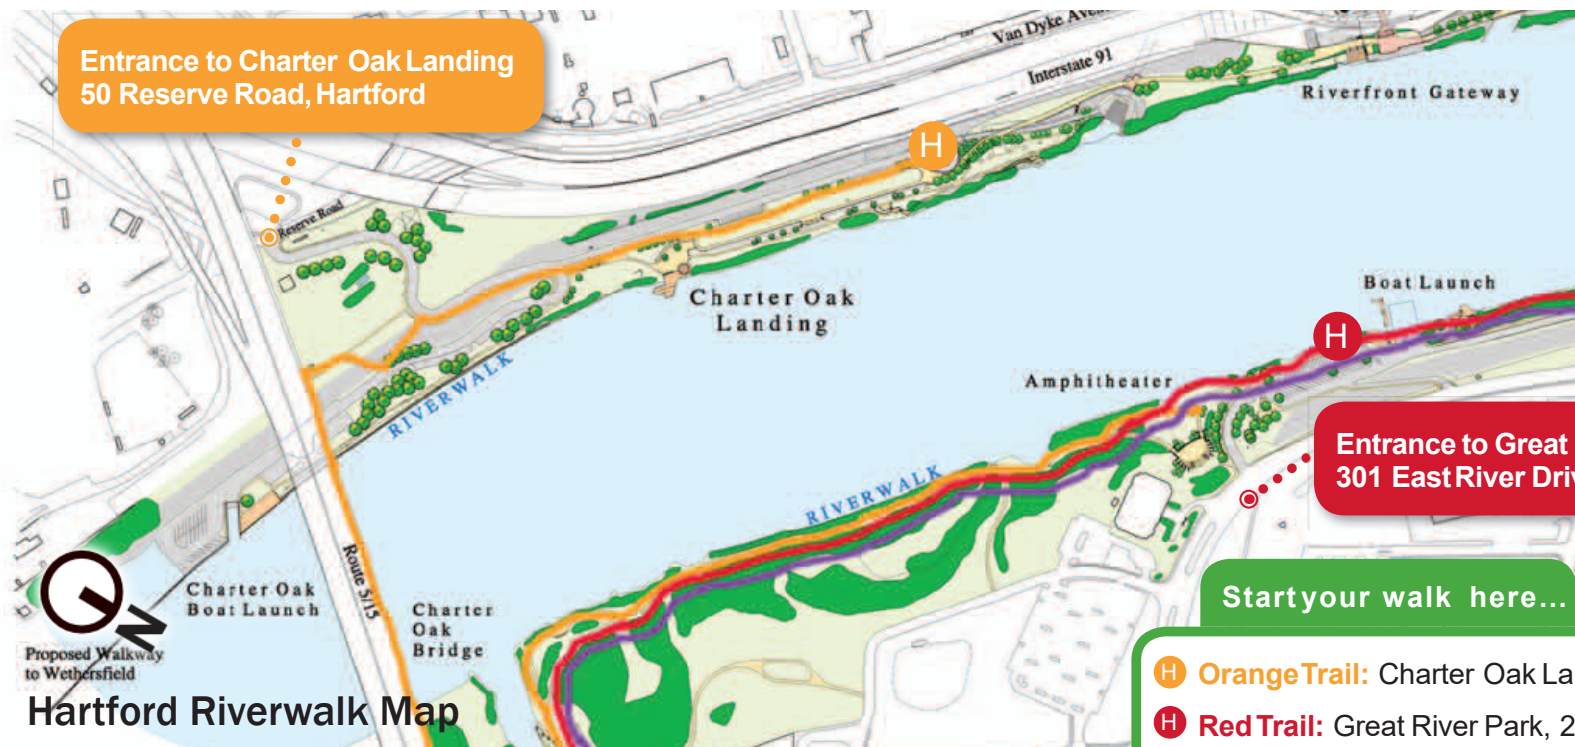 Entrance to Charter Oak Landing
50 Reserve Road, Hartford
Van Dyke Aven
Interstate 91
Riverfront Gateway
H
Reserve Road
Charter Oak
Landing
Boat Launch
H
Amphitheater
RIVERWALK
Entrance to Great
301 East River Driv
RIVERWALK
Route 5/15
Charter Oak
Boat Launch
Charter
Oak
Bridge
N
Proposed Walkway
to Wethersfield
Hartford Riverwalk Map
Start your walk here...
H Orange Trail: Charter Oak La
H Red Trail: Great River Park, 2